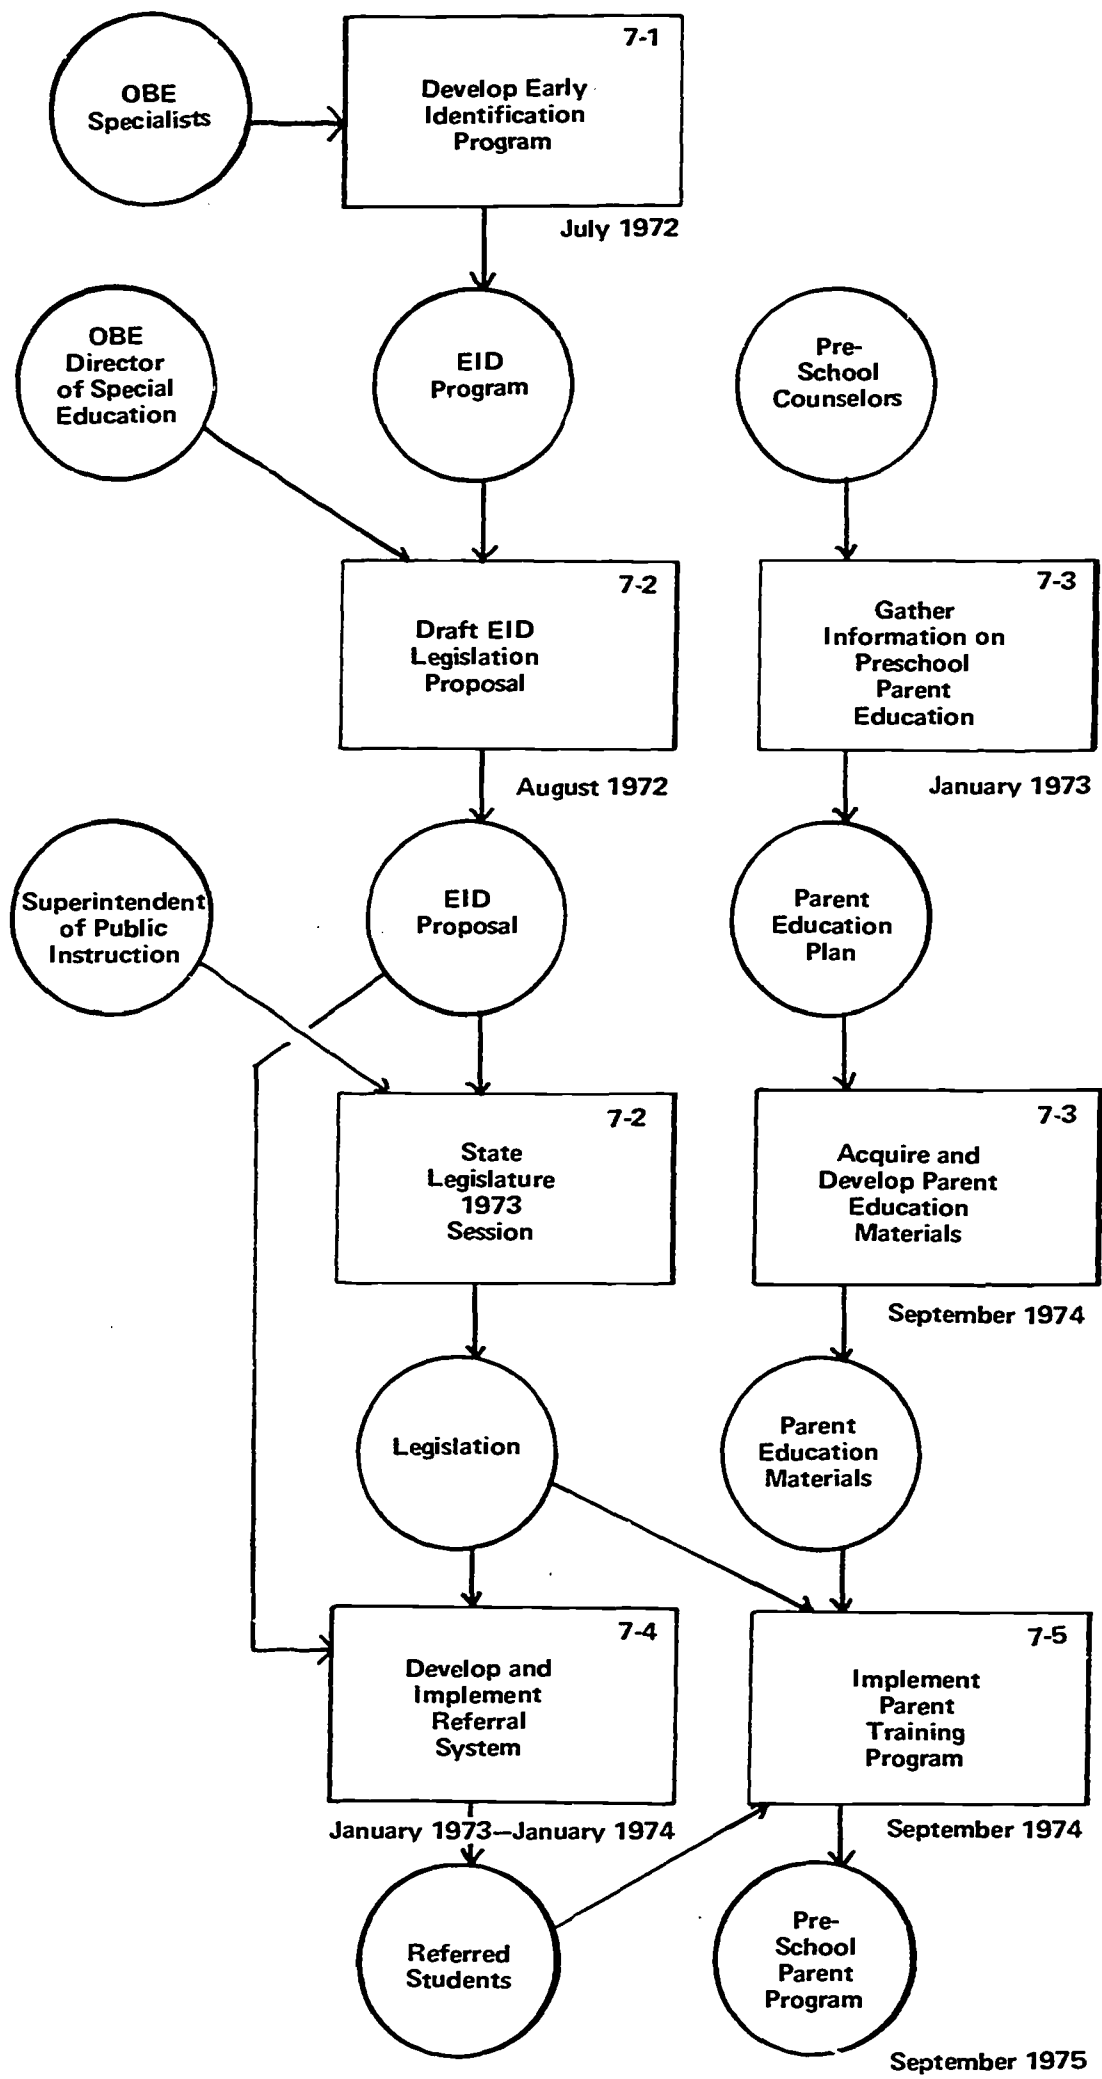 OBE
Specialists
7-1
Develop Early
Identification
Program
July 1972
OBE
Director
of Special
Education
EID
Program
Pre-
School
Counselors
7-2
Draft EID
Legislation
Proposal
August 1972
7-3
Gather
Information on
Preschool
Parent
Education
January 1973
Superintendent
of Public
Instruction
EID
Proposal
Parent
Education
Plan
7-2
State
Legislature
1973
Session
7-3
Acquire and
Develop Parent
Education
Materials
September 1974
Legislation
Parent
Education
Materials
7-4
Develop and
Implement
Referral
System
January 1973–January 1974
7-5
Implement
Parent
Training
Program
September 1974
Referred
Students
Pre-
School
Parent
Program
September 1975